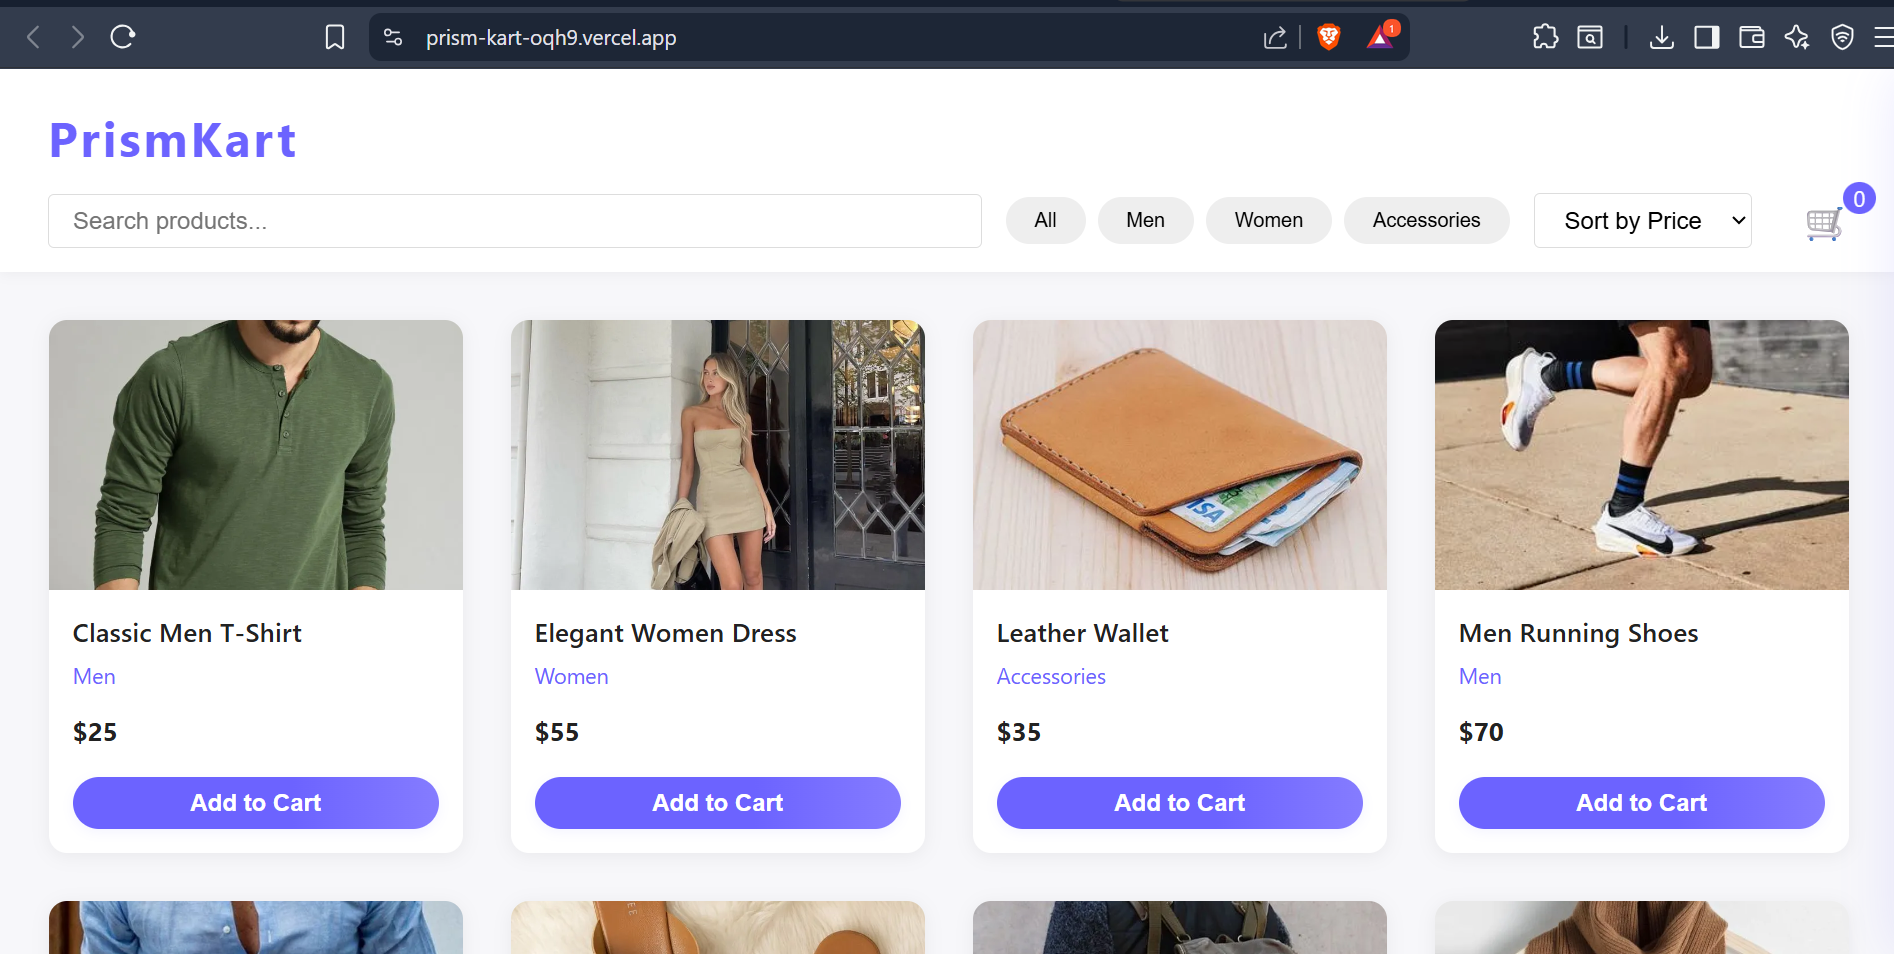 prism-kart-oqh9.vercel.app
1
PrismKart
Search products...
All
Men
Women
Accessories
Sort by Price
0
VISA
Classic Men T-Shirt
Men
$25
Add to Cart
Elegant Women Dress
Women
$55
Add to Cart
Leather Wallet
Accessories
$35
Add to Cart
Men Running Shoes
Men
$70
Add to Cart